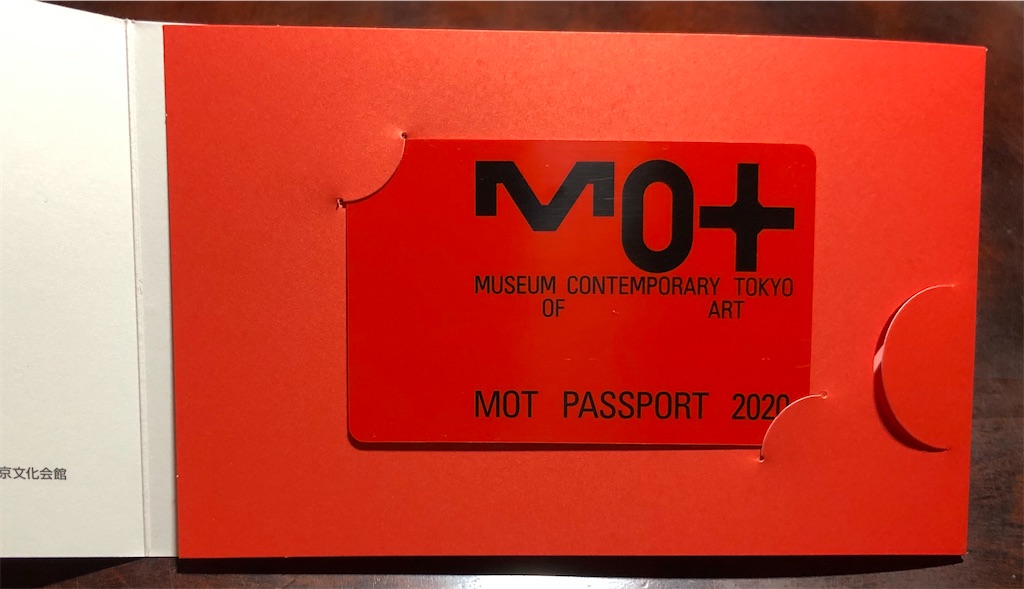 MOT
MUSEUM CONTEMPORARY TOKYO
OF ART
MOT PASSPORT 2020
京文化会館